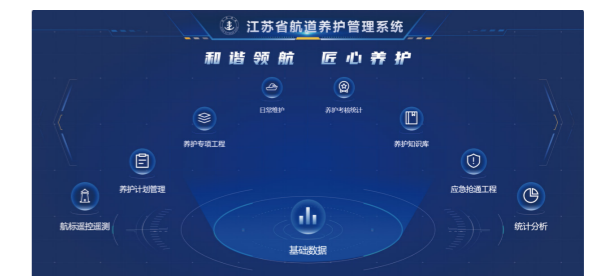 江苏省航道养护管理系统
和谐领航 匠心养护
日常维护
养护考核统计
养护专项工程
养护知识库
养护计划管理
应急抢通工程
航标遥控遥测
统计分析
基础数据